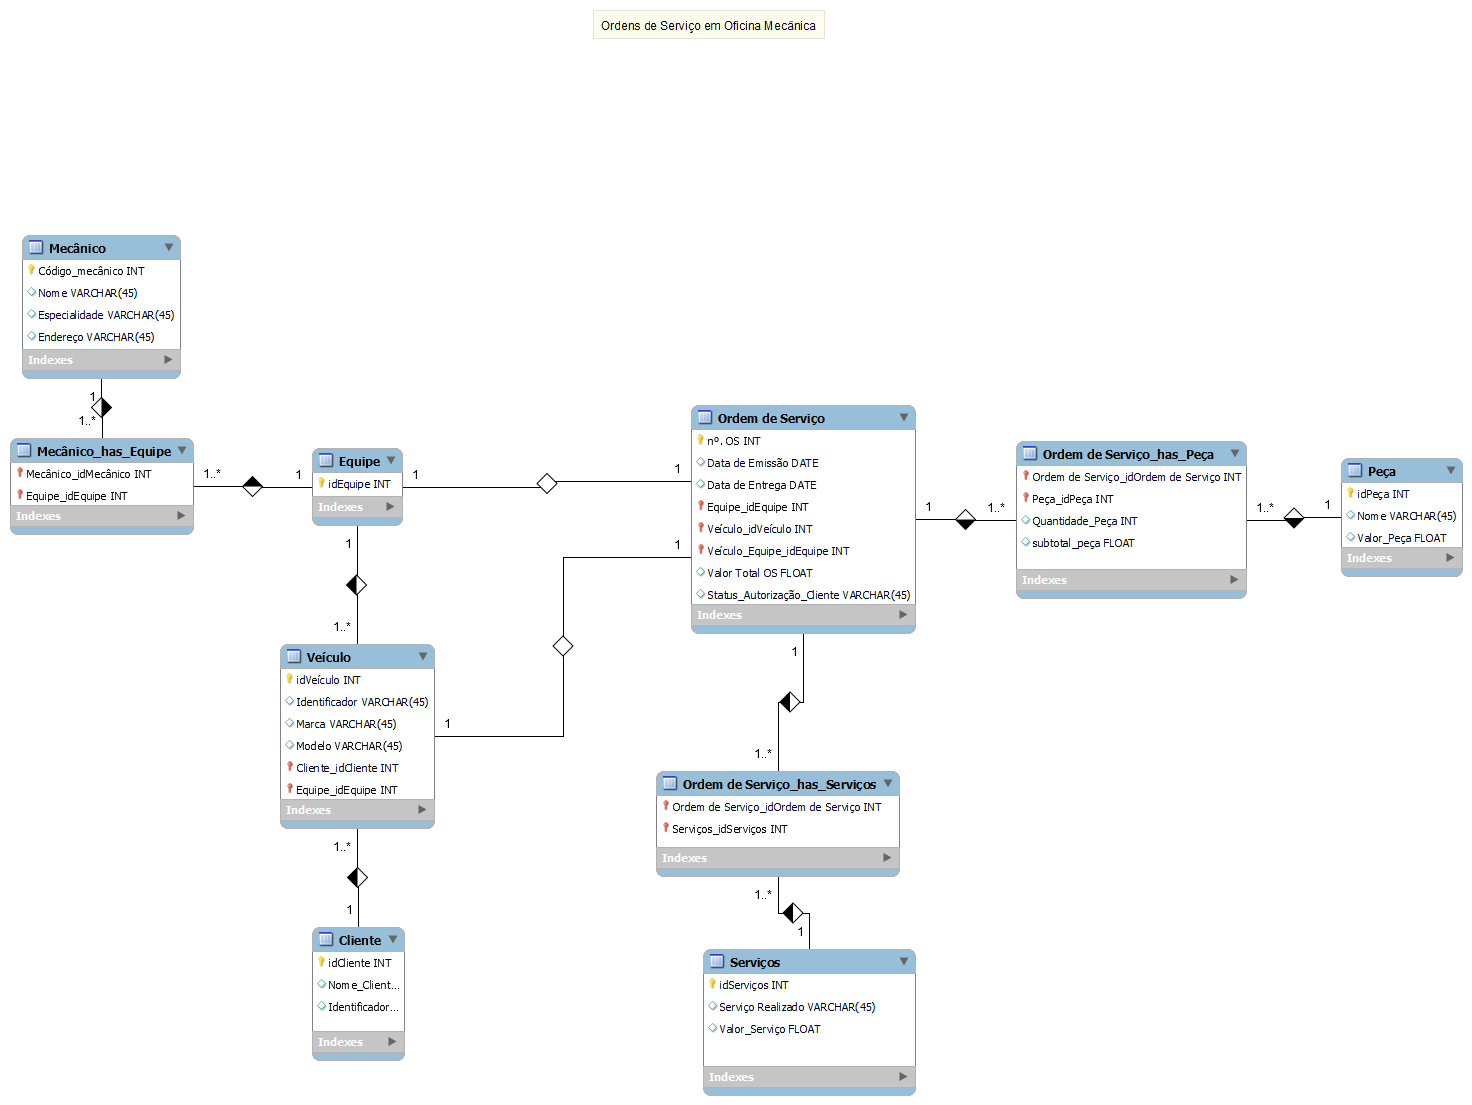 Ordens de Serviço em Oficina Mecânica
Mecânico
Código_mecânico INT
Nome VARCHAR(45)
Especialidade VARCHAR(45)
Endereço VARCHAR(45)
Indexes
1
1..*
Mecânico_has_Equipe
Mecânico_idMecânico INT
Equipe_idEquipe INT
Indexes
1..*
1
Equipe
idEquipe INT
Indexes
1
1
1
1..*
Veículo
idVeículo INT
Identificador VARCHAR(45)
Marca VARCHAR(45)
Modelo VARCHAR(45)
Cliente_idCliente INT
Equipe_idEquipe INT
Indexes
1
1
1..*
1
Cliente
idCliente INT
Nome_Client...
Identificador...
Indexes
Ordem de Serviço
nº. OS INT
Data de Emissão DATE
Data de Entrega DATE
Equipe_idEquipe INT
Veículo_idVeículo INT
Veículo_Equipe_idEquipe INT
Valor Total OS FLOAT
Status_Autorização_Cliente VARCHAR(45)
Indexes
1
1..*
Ordem de Serviço_has_Peça
Ordem de Serviço_idOrdem de Serviço INT
Peça_idPeça INT
Quantidade_Peça INT
subtotal_peça FLOAT
Indexes
1..*
1
Peça
idPeça INT
Nome VARCHAR(45)
Valor_Peça FLOAT
Indexes
1
1..*
Ordem de Serviço_has_Serviços
Ordem de Serviço_idOrdem de Serviço INT
Serviços_idServiços INT
Indexes
1..*
1
Serviços
idServiços INT
Serviço Realizado VARCHAR(45)
Valor_Serviço FLOAT
Indexes